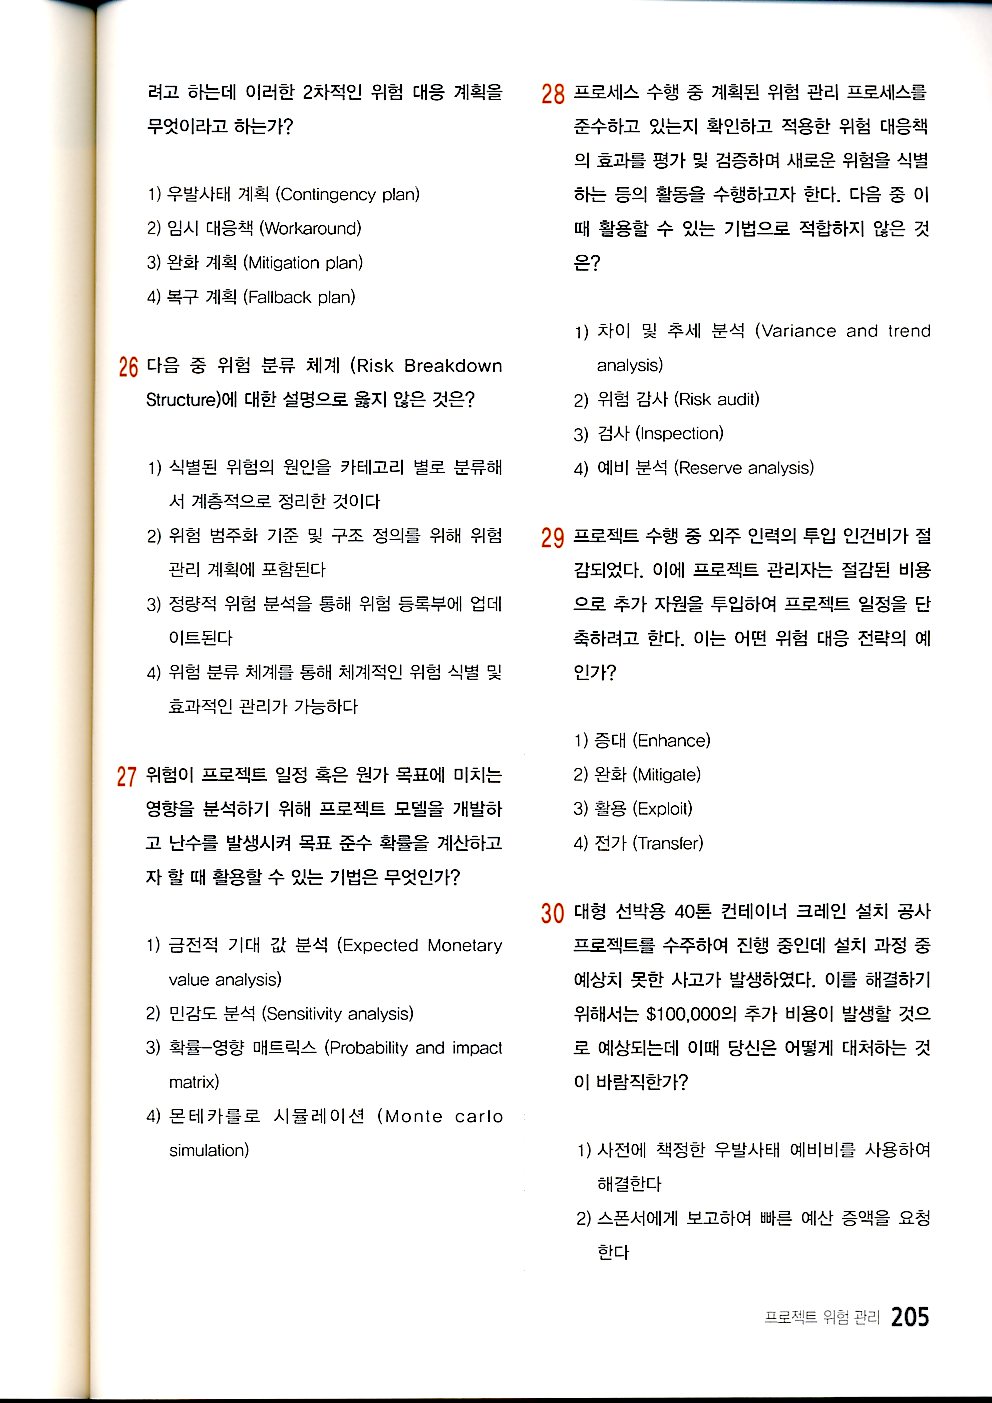 려고 하는데 이러한 2차적인 위험 대응 계획을
무엇이라고 하는가?
1) 우발사태 계획 (Contingency plan)
2) 임시 대응책 (Workaround)
3) 완화 계획 (Mitigation plan)
4) 복구 계획 (Fallback plan)
26 다음 중 위험 분류 체계 (Risk Breakdown
Structure)에 대한 설명으로 옳지 않은 것은?
1) 식별된 위험의 원인을 카테고리 별로 분류해
서 계층적으로 정리한 것이다
2) 위험 범주화 기준 및 구조 정의를 위해 위험
관리 계획에 포함된다
3) 정량적 위험 분석을 통해 위험 등록부에 업데
이트된다
4) 위험 분류 체계를 통해 체계적인 위험 식별 및
효과적인 관리가 가능하다
27 위험이 프로젝트 일정 혹은 원가 목표에 미치는
영향을 분석하기 위해 프로젝트 모델을 개발하
고 난수를 발생시켜 목표 준수 확률을 계산하고
자 할 때 활용할 수 있는 기법은 무엇인가?
1) 금전적 기대 값 분석 (Expected Monetary
value analysis)
2) 민감도 분석 (Sensitivity analysis)
3) 확률–영향 매트릭스 (Probability and impact
matrix)
4) 몬테카를로 시뮬레이션 (Monte carlo
simulation)
28 프로세스 수행 중 계획된 위험 관리 프로세스를
준수하고 있는지 확인하고 적용한 위험 대응책
의 효과를 평가 및 검증하며 새로운 위험을 식별
하는 등의 활동을 수행하고자 한다. 다음 중 이
때 활용할 수 있는 기법으로 적합하지 않은 것
은?
1) 차이 및 추세 분석 (Variance and trend
analysis)
2) 위험 감사 (Risk audit)
3) 검사 (Inspection)
4) 예비 분석 (Reserve analysis)
29 프로젝트 수행 중 외주 인력의 투입 인건비가 절
감되었다. 이에 프로젝트 관리자는 절감된 비용
으로 추가 자원을 투입하여 프로젝트 일정을 단
축하려고 한다. 이는 어떤 위험 대응 전략의 예
인가?
1) 증대 (Enhance)
2) 완화 (Mitigate)
3) 활용 (Exploit)
4) 전가 (Transfer)
30 대형 선박용 40톤 컨테이너 크레인 설치 공사
프로젝트를 수주하여 진행 중인데 설치 과정 중
예상치 못한 사고가 발생하였다. 이를 해결하기
위해서는 $100,000의 추가 비용이 발생할 것으
로 예상되는데 이때 당신은 어떻게 대처하는 것
이 바람직한가?
1) 사전에 책정한 우발사태 예비비를 사용하여
해결한다
2) 스폰서에게 보고하여 빠른 예산 증액을 요청
한다
프로젝트 위험 관리 205